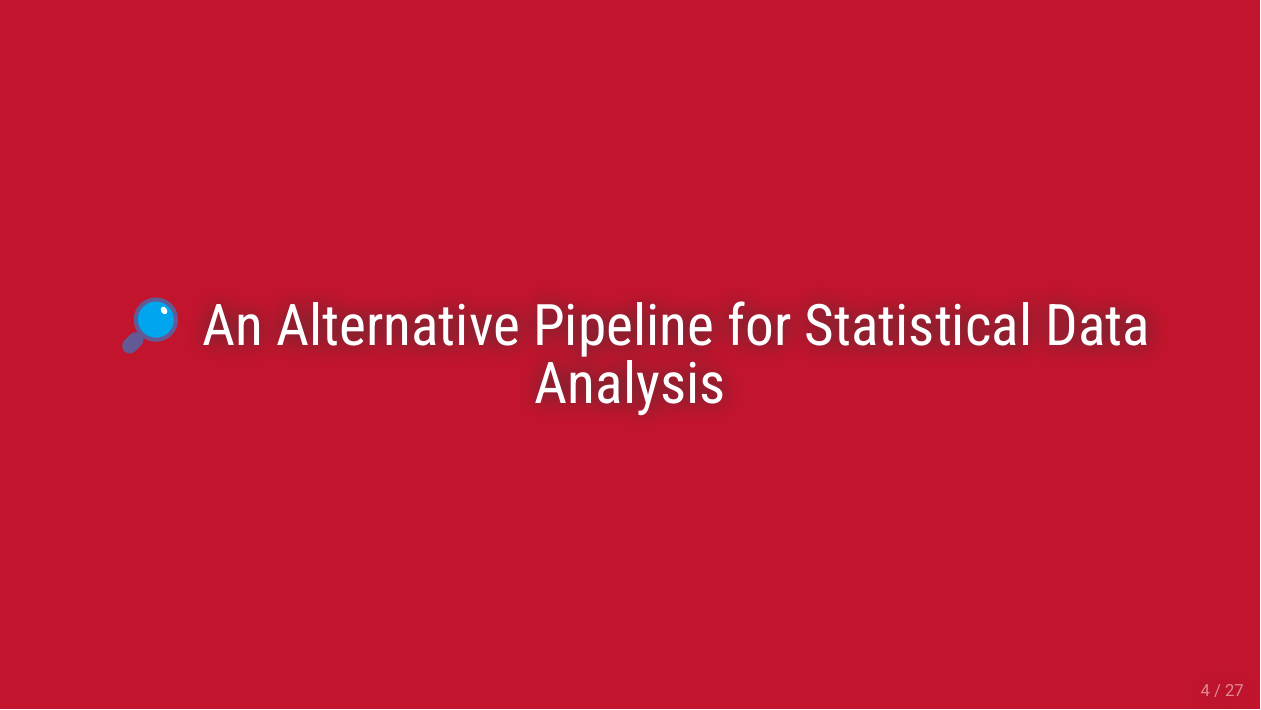 🔎 An Alternative Pipeline for Statistical Data
Analysis
4 / 27